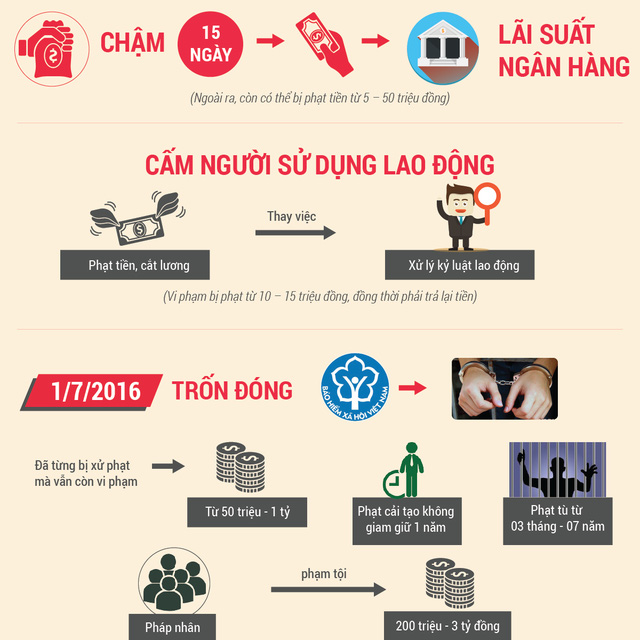 CHẬM
15
NGÀY
LÃI SUẤT
NGÂN HÀNG
(Ngoài ra, còn có thể bị phạt tiền từ 5 – 50 triệu đồng)
CẤM NGƯỜI SỬ DỤNG LAO ĐỘNG
Thay việc
Phạt tiền, cắt lương
Xử lý kỷ luật lao động
(Vi phạm bị phạt từ 10 – 15 triệu đồng, đồng thời phải trả lại tiền)
1/7/2016
TRỐN ĐÓNG
BẢO HIỂM XÃ HỘI VIỆT NAM
Đã từng bị xử phạt
mà vẫn còn vi phạm
Từ 50 triệu - 1 tỷ
Phạt cải tạo không
giam giữ 1 năm
Phạt tù từ
03 tháng - 07 năm
phạm tội
Pháp nhân
200 triệu - 3 tỷ đồng